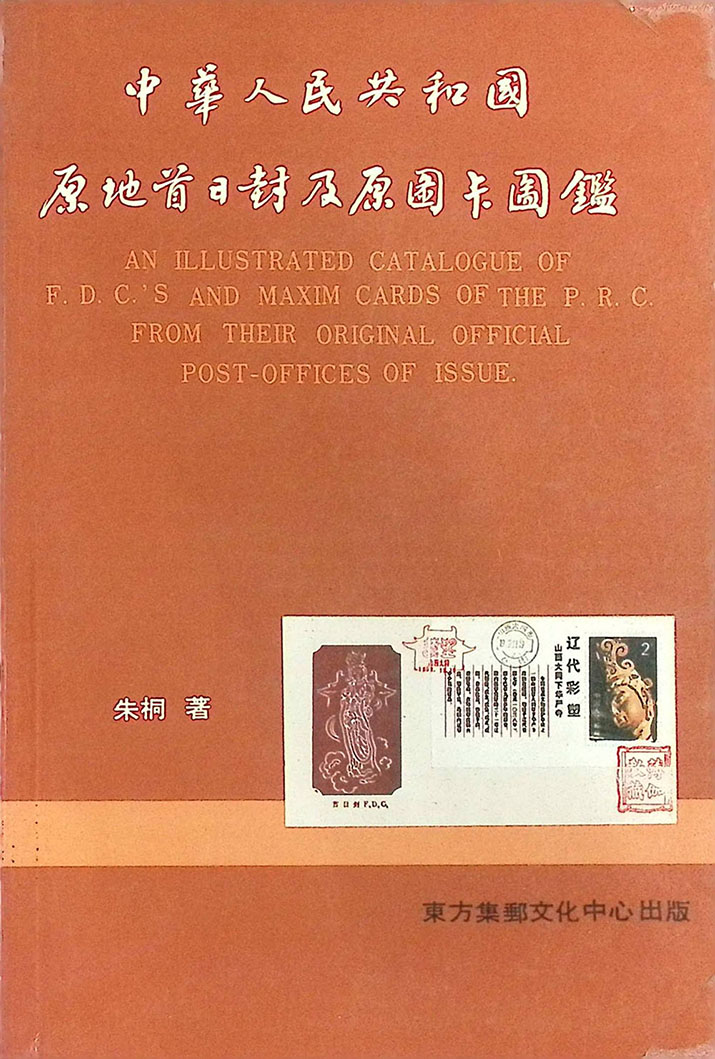 中華人民共和國
原地首日封及原图卡圖鑑
AN ILLUSTRATED CATALOGUE OF
F. D. C.'S AND MAXIM CARDS OF THE P. R. C.
FROM THEIR ORIGINAL OFFICIAL
POST-OFFICES OF ISSUE.
辽代彩塑
山西大同下华严寺
2
首日封 F.D.C.
朱桐 著
東方集郵文化中心出版